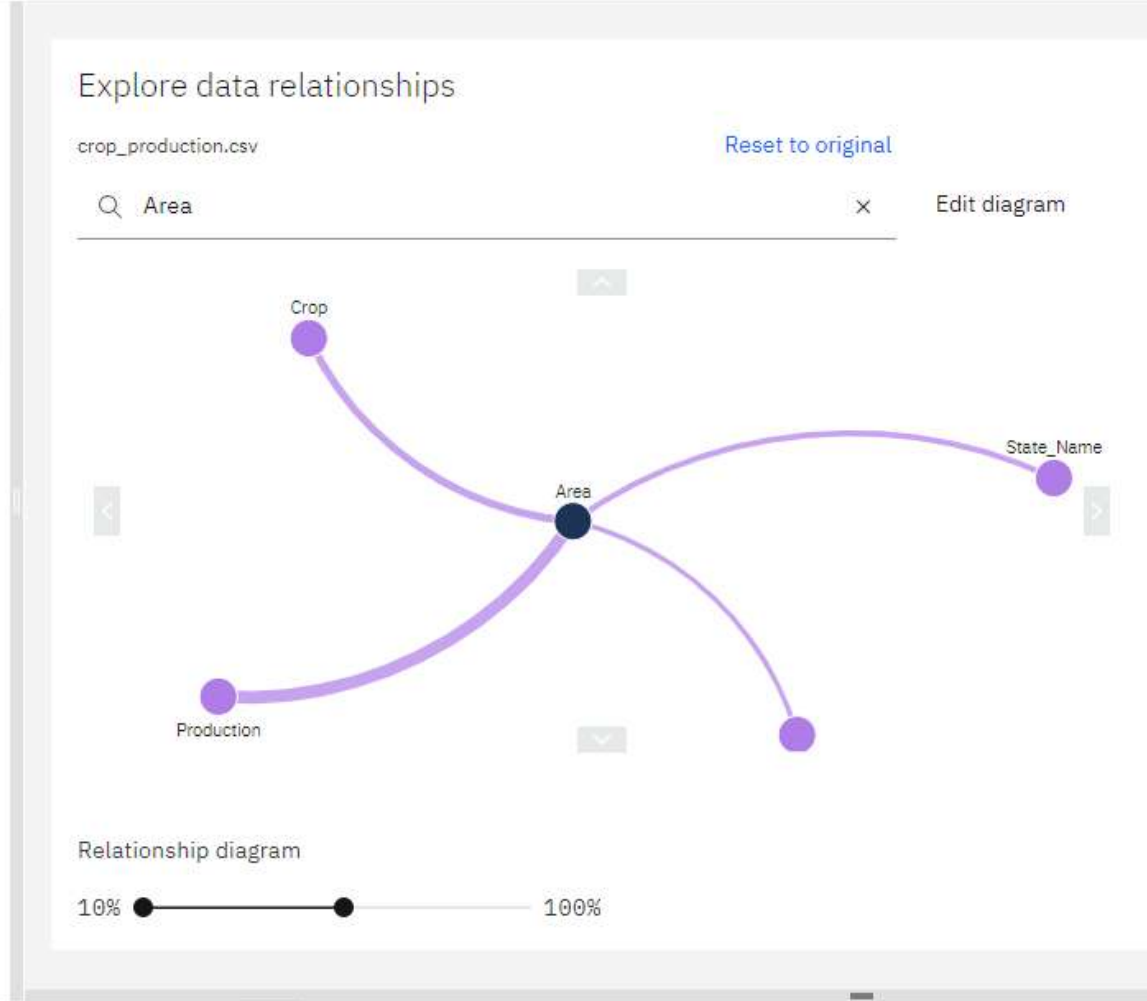 Explore data relationships
crop_production.csv
Reset to original
Area
Edit diagram
Crop
State_Name
Area
Production
Relationship diagram
10%
100%